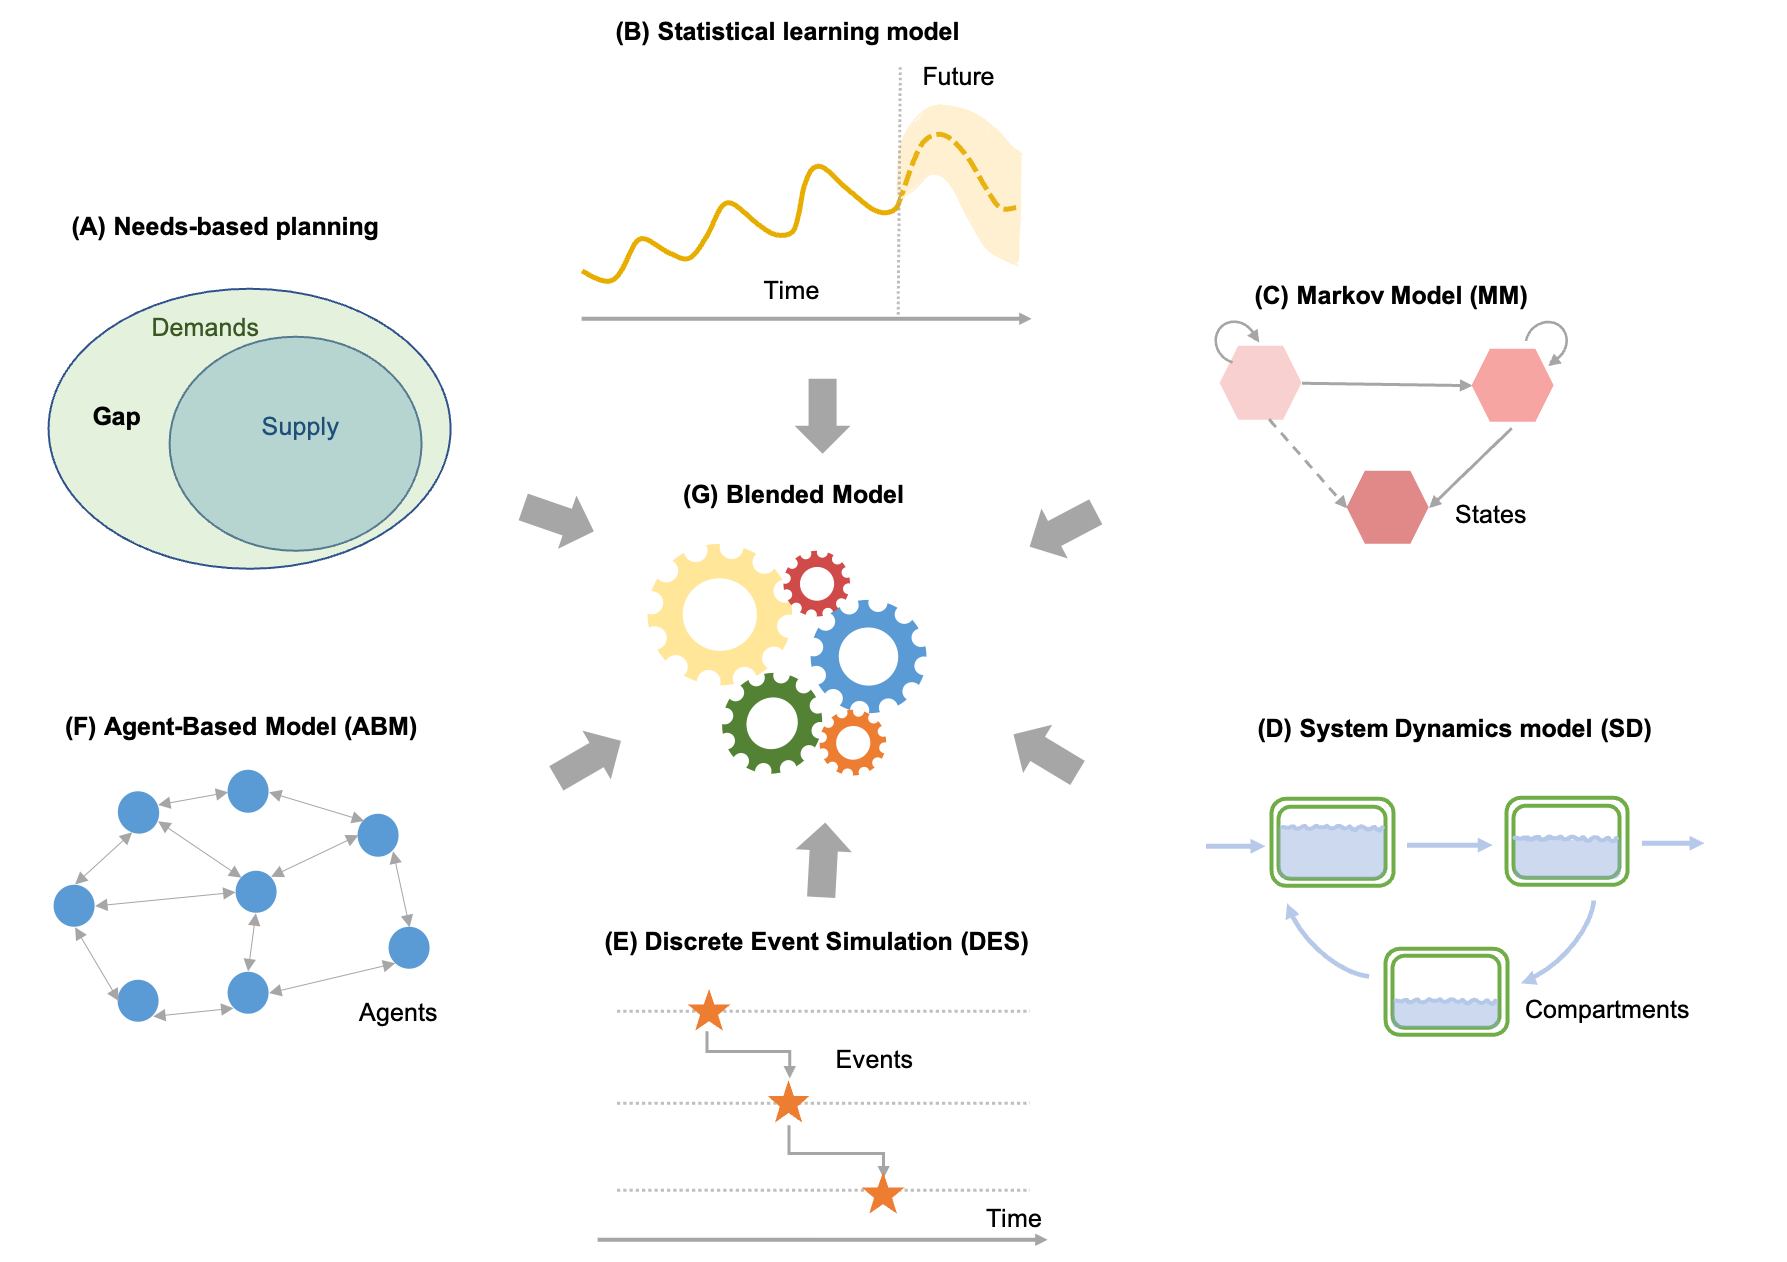 (B) Statistical learning model
Future
Time
(A) Needs-based planning
Demands
Gap
Supply
(C) Markov Model (MM)
States
(G) Blended Model
(F) Agent-Based Model (ABM)
Agents
(D) System Dynamics model (SD)
Compartments
(E) Discrete Event Simulation (DES)
Events
Time